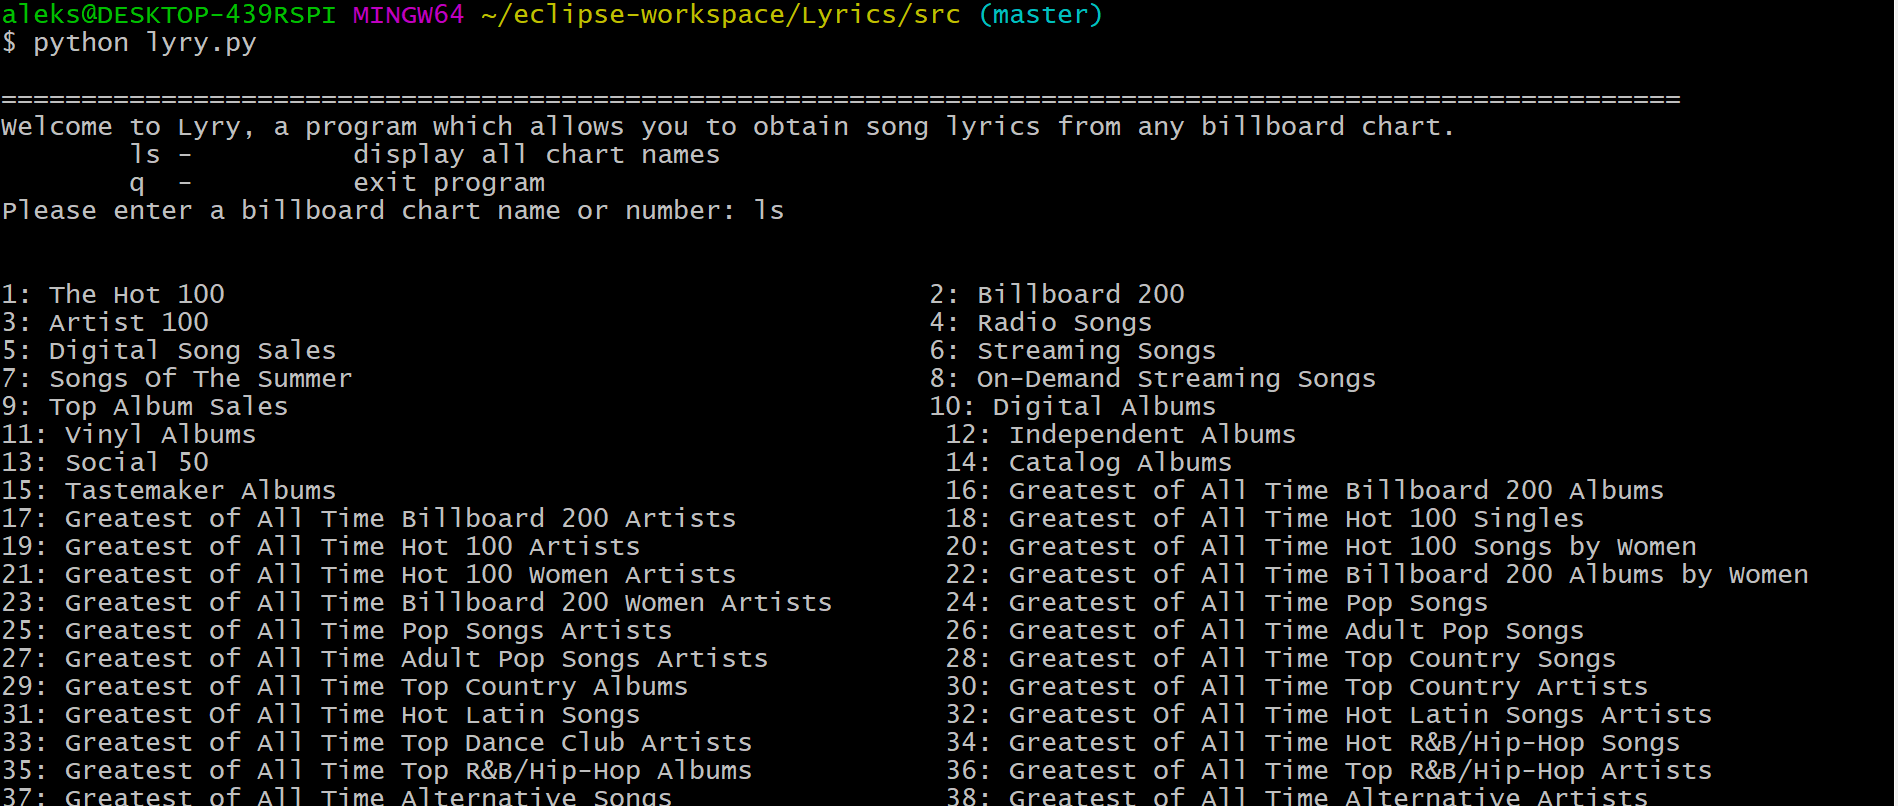 aleks@DESKTOP-439RSPI MINGW64 ~/eclipse-workspace/Lyrics/src (master)
$ python lyry.py
=========================================================================================================
Welcome to Lyry, a program which allows you to obtain song lyrics from any billboard chart.
ls - display all chart names
q - exit program
Please enter a billboard chart name or number: ls
1: The Hot 100 2: Billboard 200
3: Artist 100 4: Radio Songs
5: Digital Song Sales 6: Streaming Songs
7: Songs Of The Summer 8: On-Demand Streaming Songs
9: Top Album Sales 10: Digital Albums
11: Vinyl Albums 12: Independent Albums
13: Social 50 14: Catalog Albums
15: Tastemaker Albums 16: Greatest of All Time Billboard 200 Albums
17: Greatest of All Time Billboard 200 Artists 18: Greatest of All Time Hot 100 Singles
19: Greatest of All Time Hot 100 Artists 20: Greatest of All Time Hot 100 Songs by Women
21: Greatest of All Time Hot 100 Women Artists 22: Greatest of All Time Billboard 200 Albums by Women
23: Greatest of All Time Billboard 200 Women Artists 24: Greatest of All Time Pop Songs
25: Greatest of All Time Pop Songs Artists 26: Greatest of All Time Adult Pop Songs
27: Greatest of All Time Adult Pop Songs Artists 28: Greatest of All Time Top Country Songs
29: Greatest of All Time Top Country Albums 30: Greatest of All Time Top Country Artists
31: Greatest Of All Time Hot Latin Songs 32: Greatest Of All Time Hot Latin Songs Artists
33: Greatest of All Time Top Dance Club Artists 34: Greatest of All Time Hot R&B/Hip-Hop Songs
35: Greatest of All Time Top R&B/Hip-Hop Albums 36: Greatest of All Time Top R&B/Hip-Hop Artists
37: Greatest of All Time Alternative Songs 38: Greatest of All Time Alternative Artists